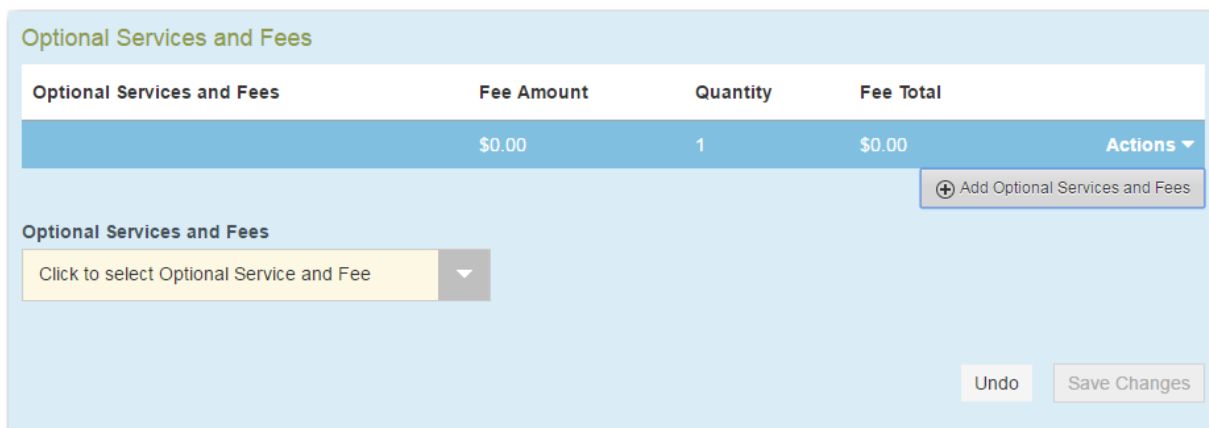 Optional Services and Fees
Optional Services and Fees Fee Amount Quantity Fee Total
$0.00 1 $0.00 Actions
Add Optional Services and Fees
Optional Services and Fees
Click to select Optional Service and Fee
Undo Save Changes